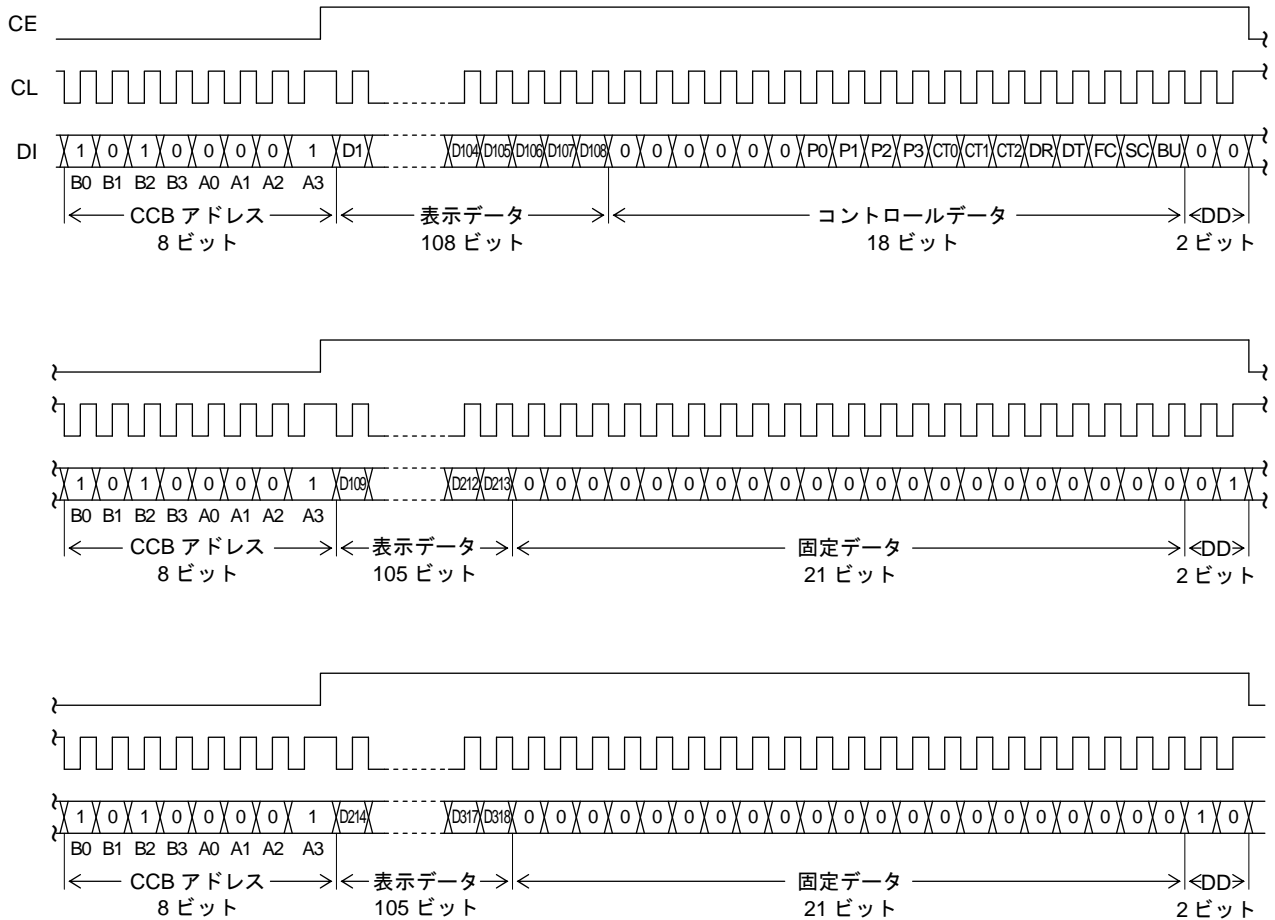 CE
CL
DI 1 0 1 0 0 0 0 1 D1 D104 D105 D106 D107 D108 0 0 0 0 0 0 P0 P1 P2 P3 CT0 CT1 CT2 DR DT FC SC BU 0 0
B0 B1 B2 B3 A0 A1 A2 A3
CCB アドレス 表示データ コントロールデータ DD
8 ビット 108 ビット 18 ビット 2 ビット
1 0 1 0 0 0 0 1 D109 D212 D213 0 0 0 0 0 0 0 0 0 0 0 0 0 0 0 0 0 0 0 0 0 0 1
B0 B1 B2 B3 A0 A1 A2 A3
CCB アドレス 表示データ 固定データ DD
8 ビット 105 ビット 21 ビット 2 ビット
1 0 1 0 0 0 0 1 D214 D317 D318 0 0 0 0 0 0 0 0 0 0 0 0 0 0 0 0 0 0 0 0 0 1 0
B0 B1 B2 B3 A0 A1 A2 A3
CCB アドレス 表示データ 固定データ DD
8 ビット 105 ビット 21 ビット 2 ビット